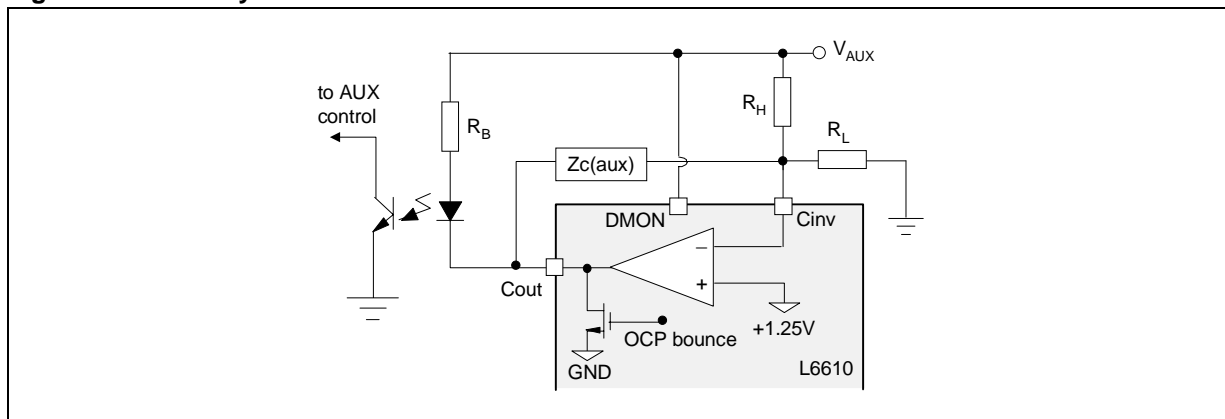 V_AUX
to AUX
control
R_H
R_B
R_L
Zc(aux)
DMON
Cinv
–
+
Cout
+1.25V
OCP bounce
GND
L6610